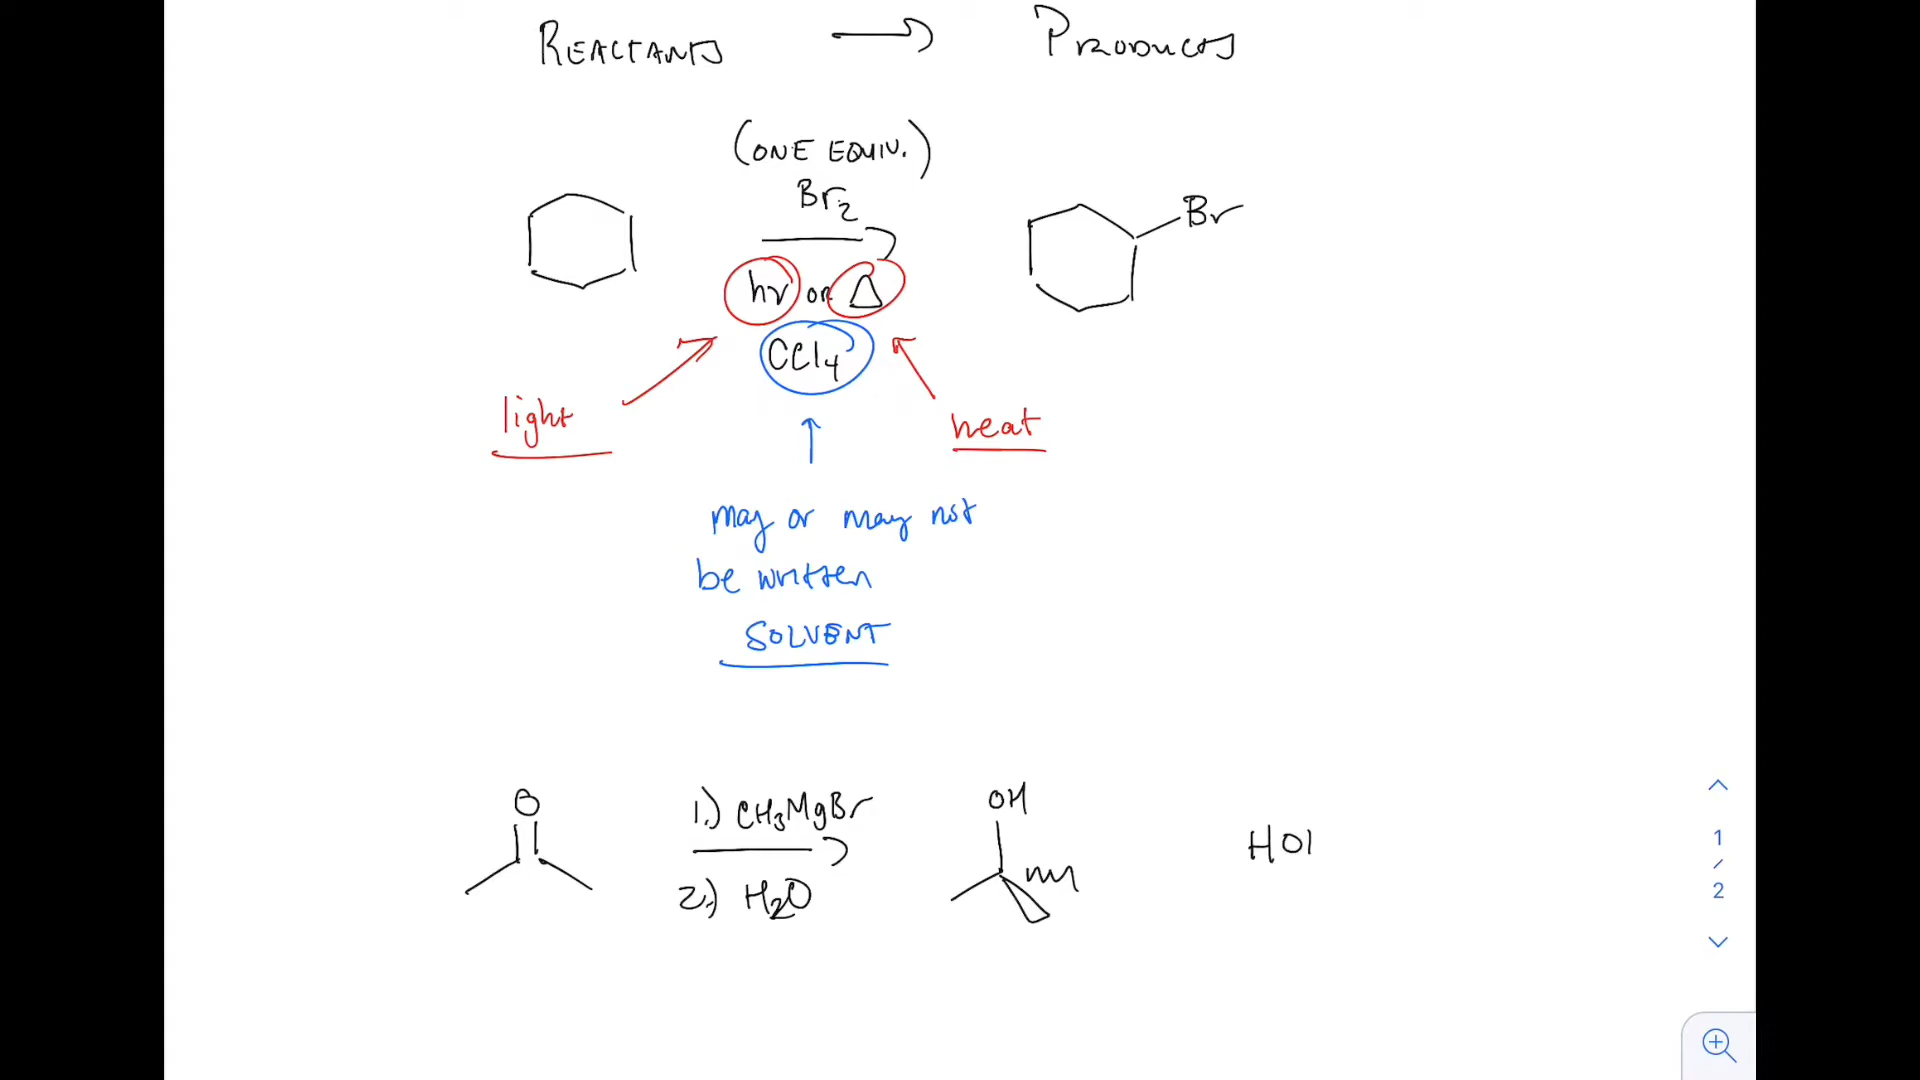 REACTANTS → PRODUCTS
(ONE EQUIV.)
Br₂
Br
hν or Δ
CCl₄
light
heat
may or may not
be written
SOLVENT
O
1.) CH₃MgBr
2.) H₂O
OH
HO
1
/
2